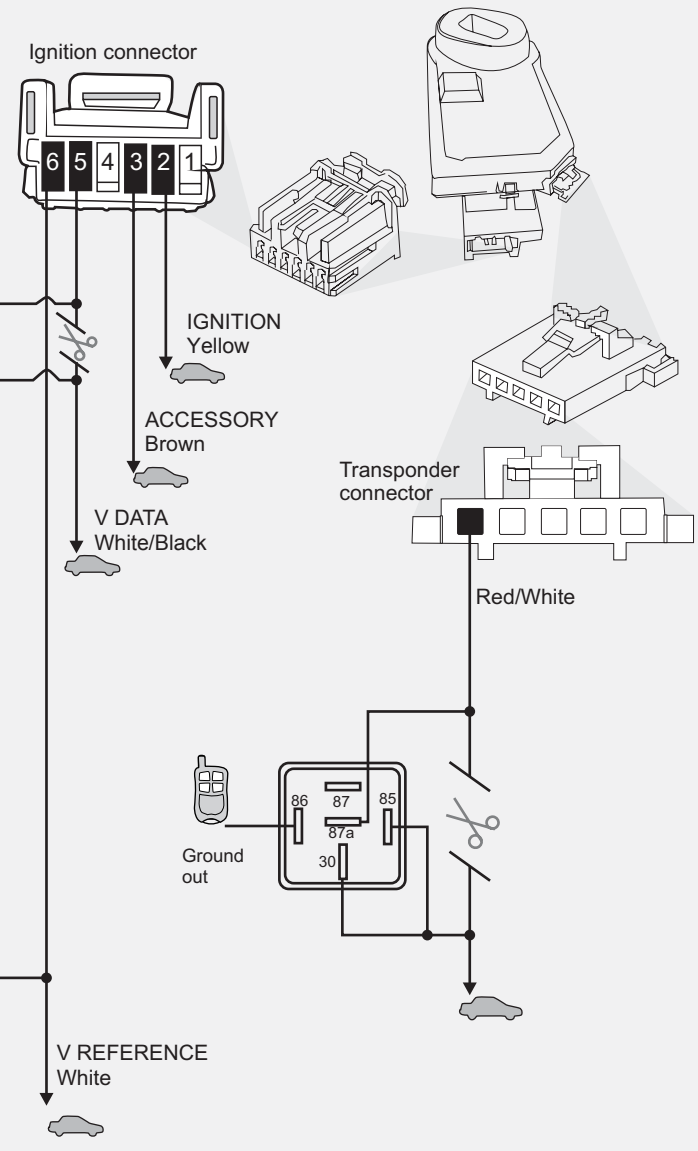 Ignition connector
6 5 4 3 2 1
IGNITION
Yellow
ACCESSORY
Brown
Transponder
connector
V DATA
White/Black
Red/White
86 87 85
87a
30
Ground
out
V REFERENCE
White